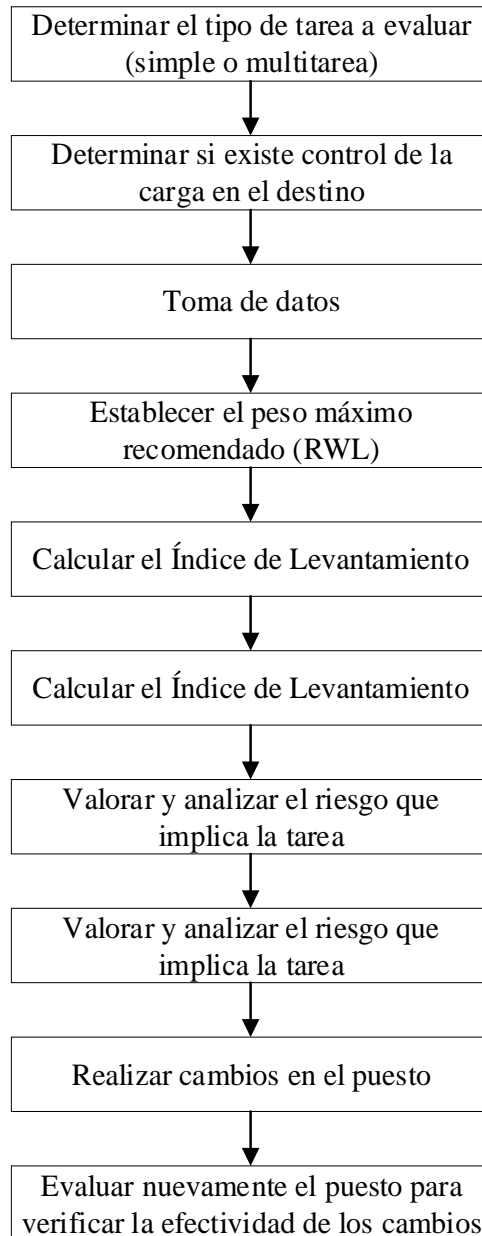 Determinar el tipo de tarea a evaluar
(simple o multitarea)
Determinar si existe control de la
carga en el destino
Toma de datos
Establecer el peso máximo
recomendado (RWL)
Calcular el Índice de Levantamiento
Calcular el Índice de Levantamiento
Valorar y analizar el riesgo que
implica la tarea
Valorar y analizar el riesgo que
implica la tarea
Realizar cambios en el puesto
Evaluar nuevamente el puesto para
verificar la efectividad de los cambios